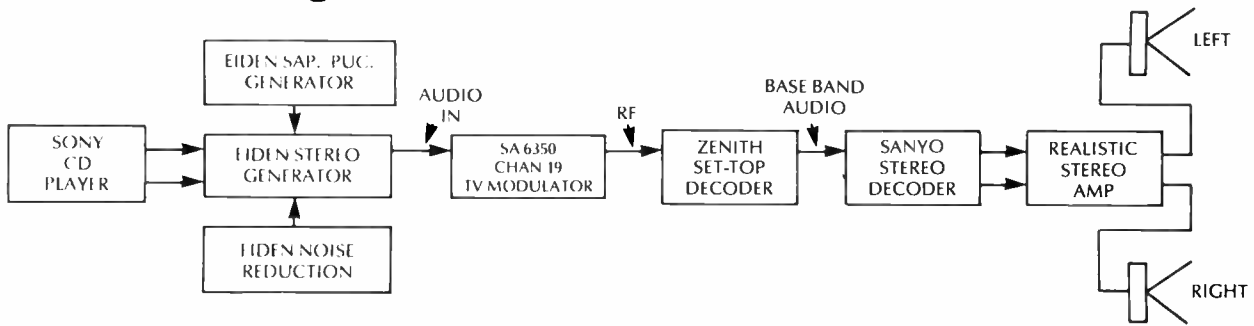 EIDEN SAP. PUC.
GENERATOR
AUDIO
IN
BASE BAND
AUDIO
RF
LEFT
SONY
CD
PLAYER
EIDEN STEREO
GENERATOR
SA 6350
CHAN 19
TV MODULATOR
ZENITH
SET-TOP
DECODER
SANYO
STEREO
DECODER
REALISTIC
STEREO
AMP
EIDEN NOISE
REDUCTION
RIGHT